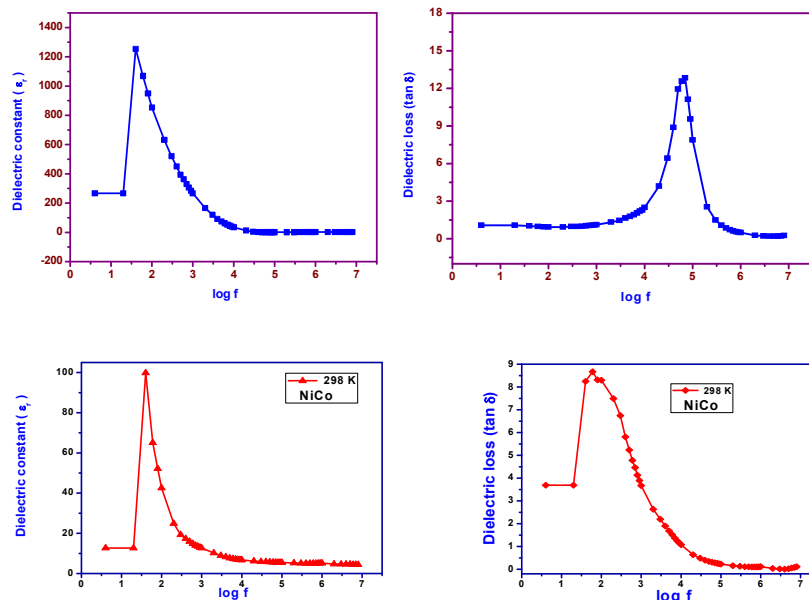 1400
1200
1000
800
600
400
200
0
-200
Dielectric constant ( εr)
0 1 2 3 4 5 6 7
log f
18
15
12
9
6
3
0
Dielectric loss (tan δ)
0 1 2 3 4 5 6 7
log f
100
80
60
40
20
0
Dielectric constant ( εr)
298 K
NiCo
0 1 2 3 4 5 6 7
log f
9
8
7
6
5
4
3
2
1
0
Dielectric loss (tan δ)
298 K
NiCo
0 1 2 3 4 5 6 7
log f